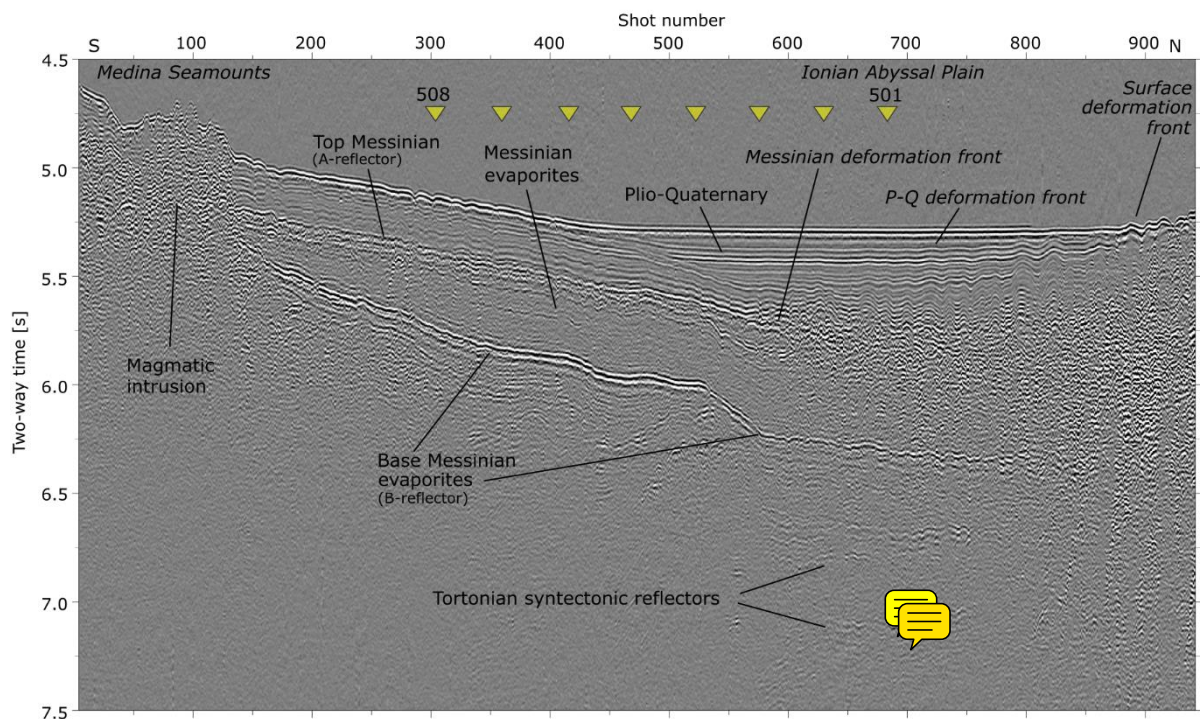 Shot number
S 100 200 300 400 500 600 700 800 900 N
4.5
Medina Seamounts
Ionian Abyssal Plain
Surface
deformation
front
508
501
Top Messinian
(A-reflector)
Messinian
evaporites
Messinian deformation front
5.0
Plio-Quaternary
P-Q deformation front
5.5
Two-way time [s]
Magmatic
intrusion
6.0
Base Messinian
evaporites
(B-reflector)
6.5
Tortonian syntectonic reflectors
7.0
7.5